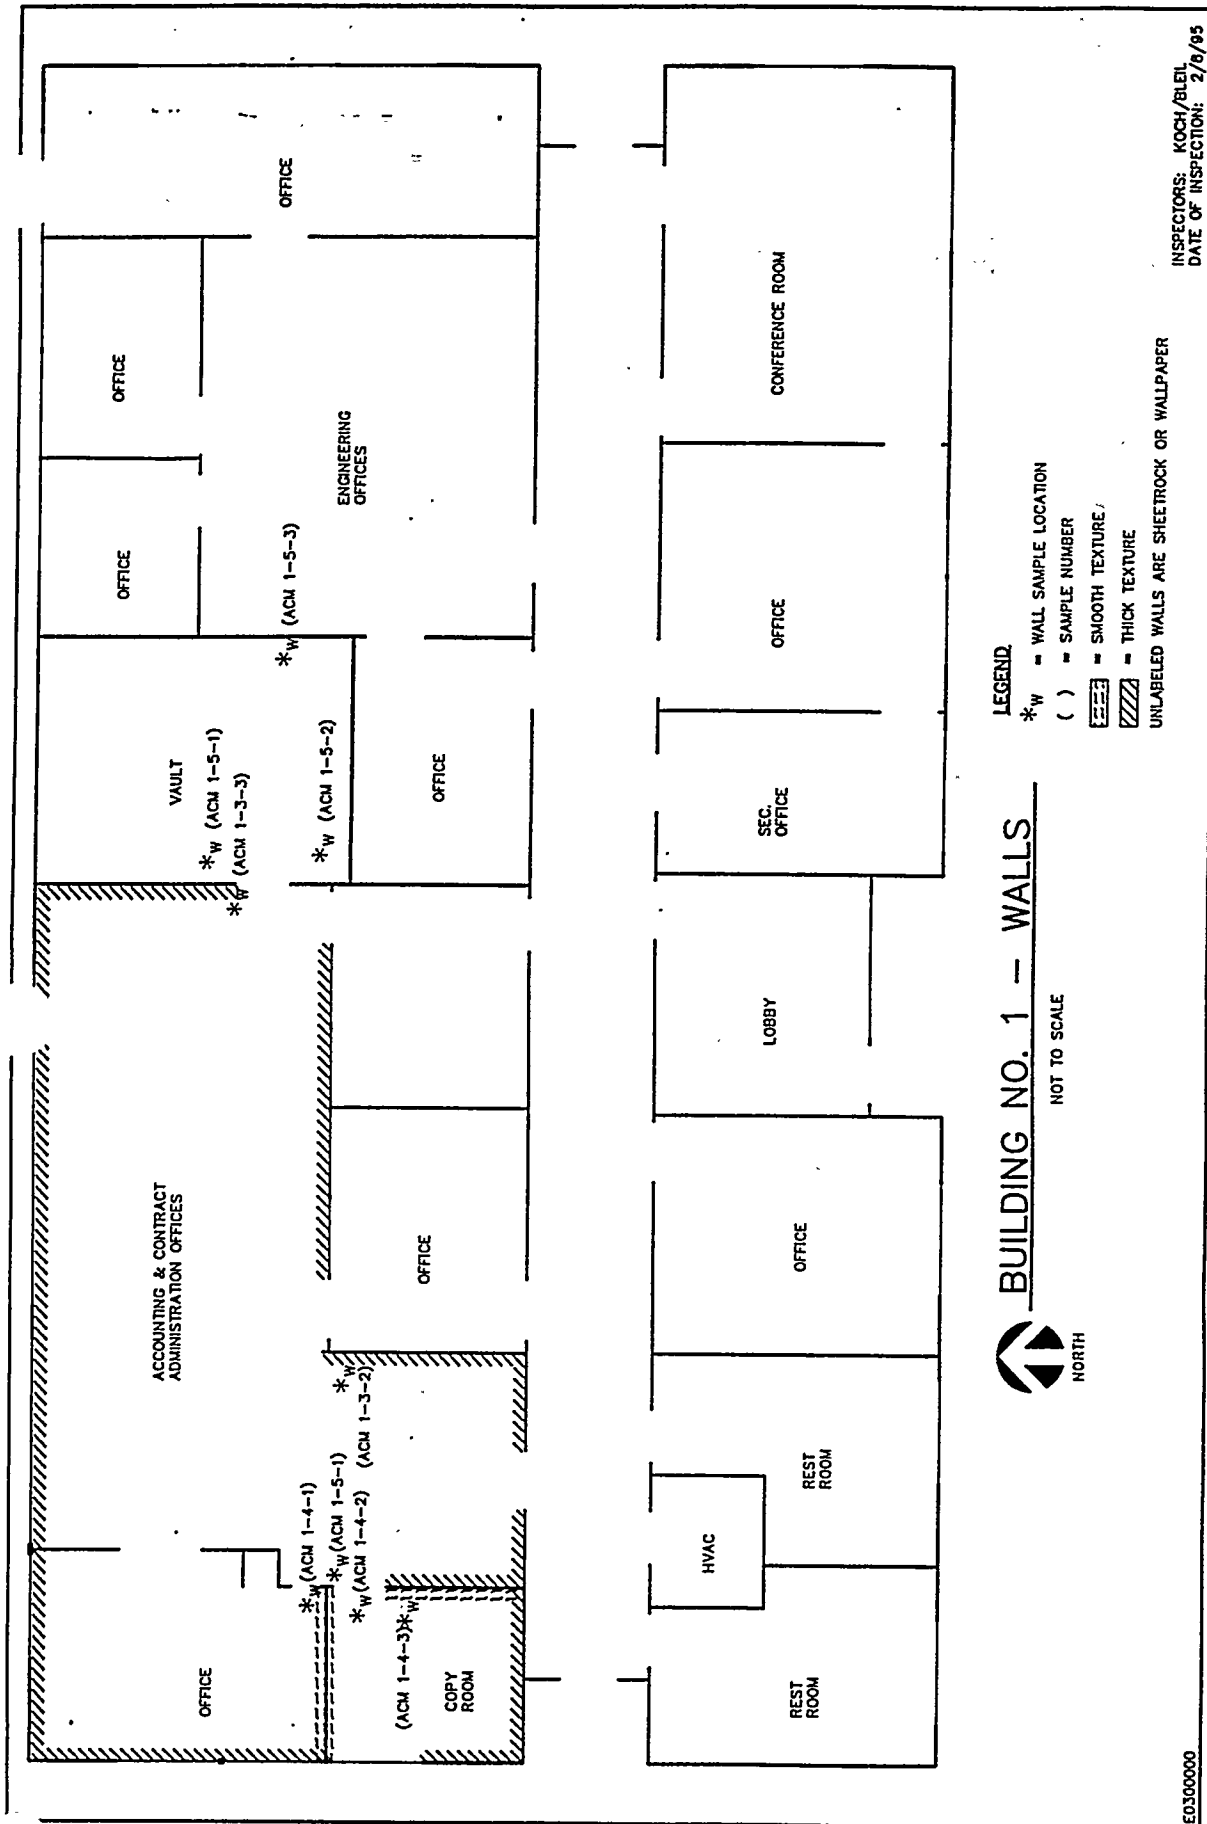 OFFICE
OFFICE
OFFICE
ENGINEERING
OFFICES
*W (ACM 1-5-3)
VAULT
*W (ACM 1-5-1)
*W (ACM 1-3-3)
*W (ACM 1-5-2)
OFFICE
ACCOUNTING & CONTRACT
ADMINISTRATION OFFICES
OFFICE
*W
(ACM 1-3-2)
*W (ACM 1-4-1)
*W (ACM 1-5-1)
*W (ACM 1-4-2)
(ACM 1-4-3) *W
OFFICE
COPY
ROOM
CONFERENCE ROOM
OFFICE
SEC.
OFFICE
LOBBY
OFFICE
REST
ROOM
HVAC
REST
ROOM
NORTH
BUILDING NO. 1 - WALLS
NOT TO SCALE
LEGEND
*W = WALL SAMPLE LOCATION
( ) = SAMPLE NUMBER
= SMOOTH TEXTURE
= THICK TEXTURE
UNLABELED WALLS ARE SHEETROCK OR WALLPAPER
INSPECTORS: KOCH/BLEIL
DATE OF INSPECTION: 2/6/95
E0300000